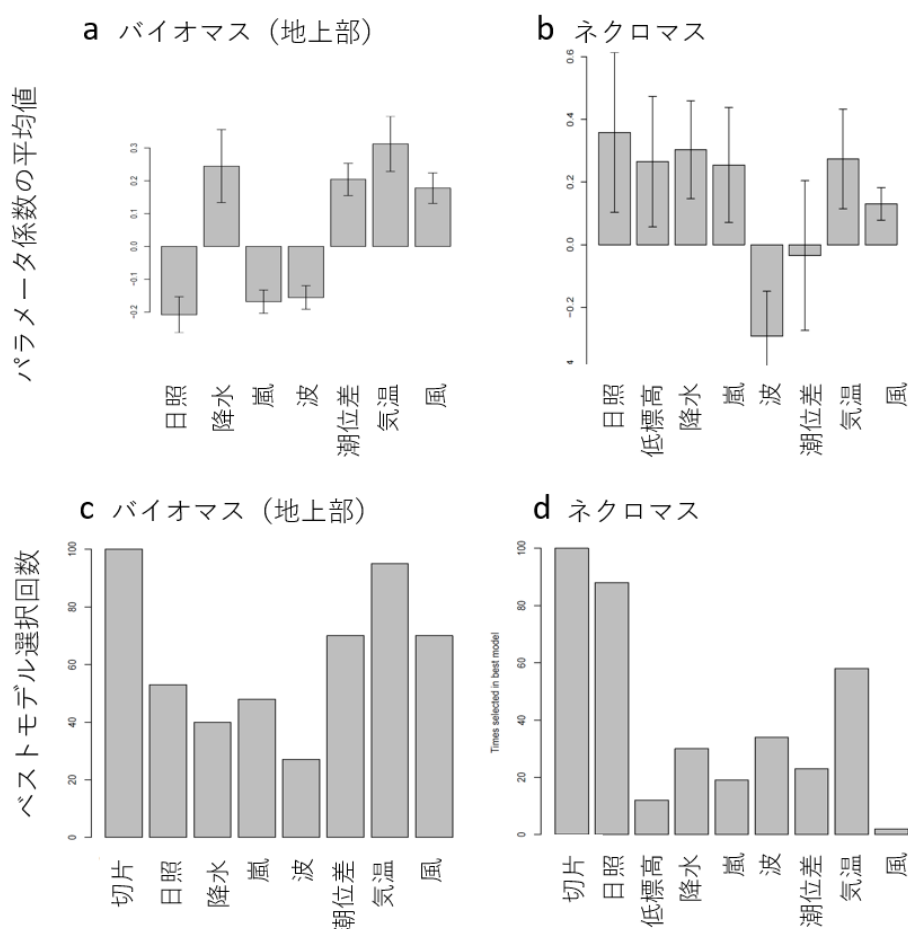 a バイオマス（地上部）
b ネクロマス
パラメータ係数の平均値
0.3
0.2
0.1
0.0
-0.1
-0.2
日照
降水
嵐
波
潮位差
気温
風
0.6
0.4
0.2
0.0
-0.2
4
日照
低標高
降水
嵐
波
潮位差
気温
風
c バイオマス（地上部）
d ネクロマス
ベストモデル選択回数
100
80
60
40
20
0
切片
日照
降水
嵐
波
潮位差
気温
風
Times selected in best model
100
80
60
40
20
0
切片
日照
低標高
降水
嵐
波
潮位差
気温
風